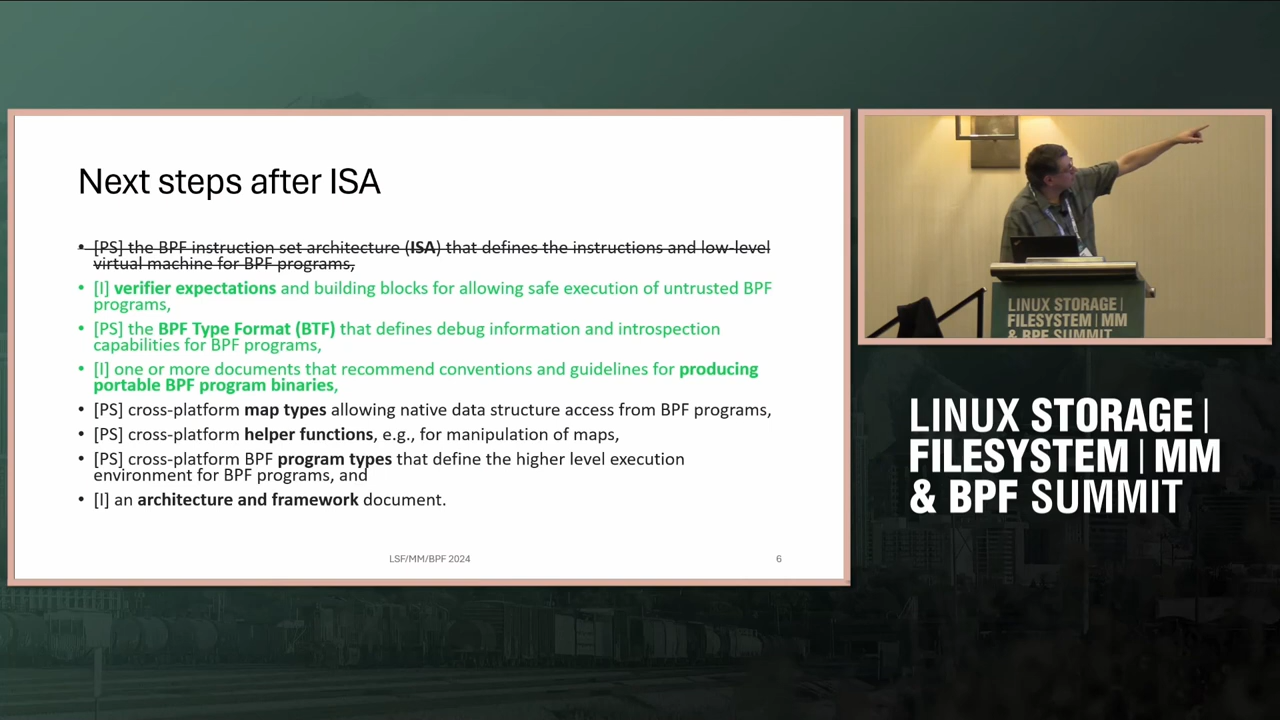 Next steps after ISA
• [PS] the BPF instruction set architecture (ISA) that defines the instructions and low-level
virtual machine for BPF programs,
• [I] verifier expectations and building blocks for allowing safe execution of untrusted BPF
programs,
• [PS] the BPF Type Format (BTF) that defines debug information and introspection
capabilities for BPF programs,
• [I] one or more documents that recommend conventions and guidelines for producing
portable BPF program binaries,
• [PS] cross-platform map types allowing native data structure access from BPF programs,
• [PS] cross-platform helper functions, e.g., for manipulation of maps,
• [PS] cross-platform BPF program types that define the higher level execution
environment for BPF programs, and
• [I] an architecture and framework document.
LSF/MM/BPF 2024
6
LINUX STORAGE |
FILESYSTEM | MM
& BPF SUMMIT
LINUX STORAGE |
FILESYSTEM | MM
& BPF SUMMIT